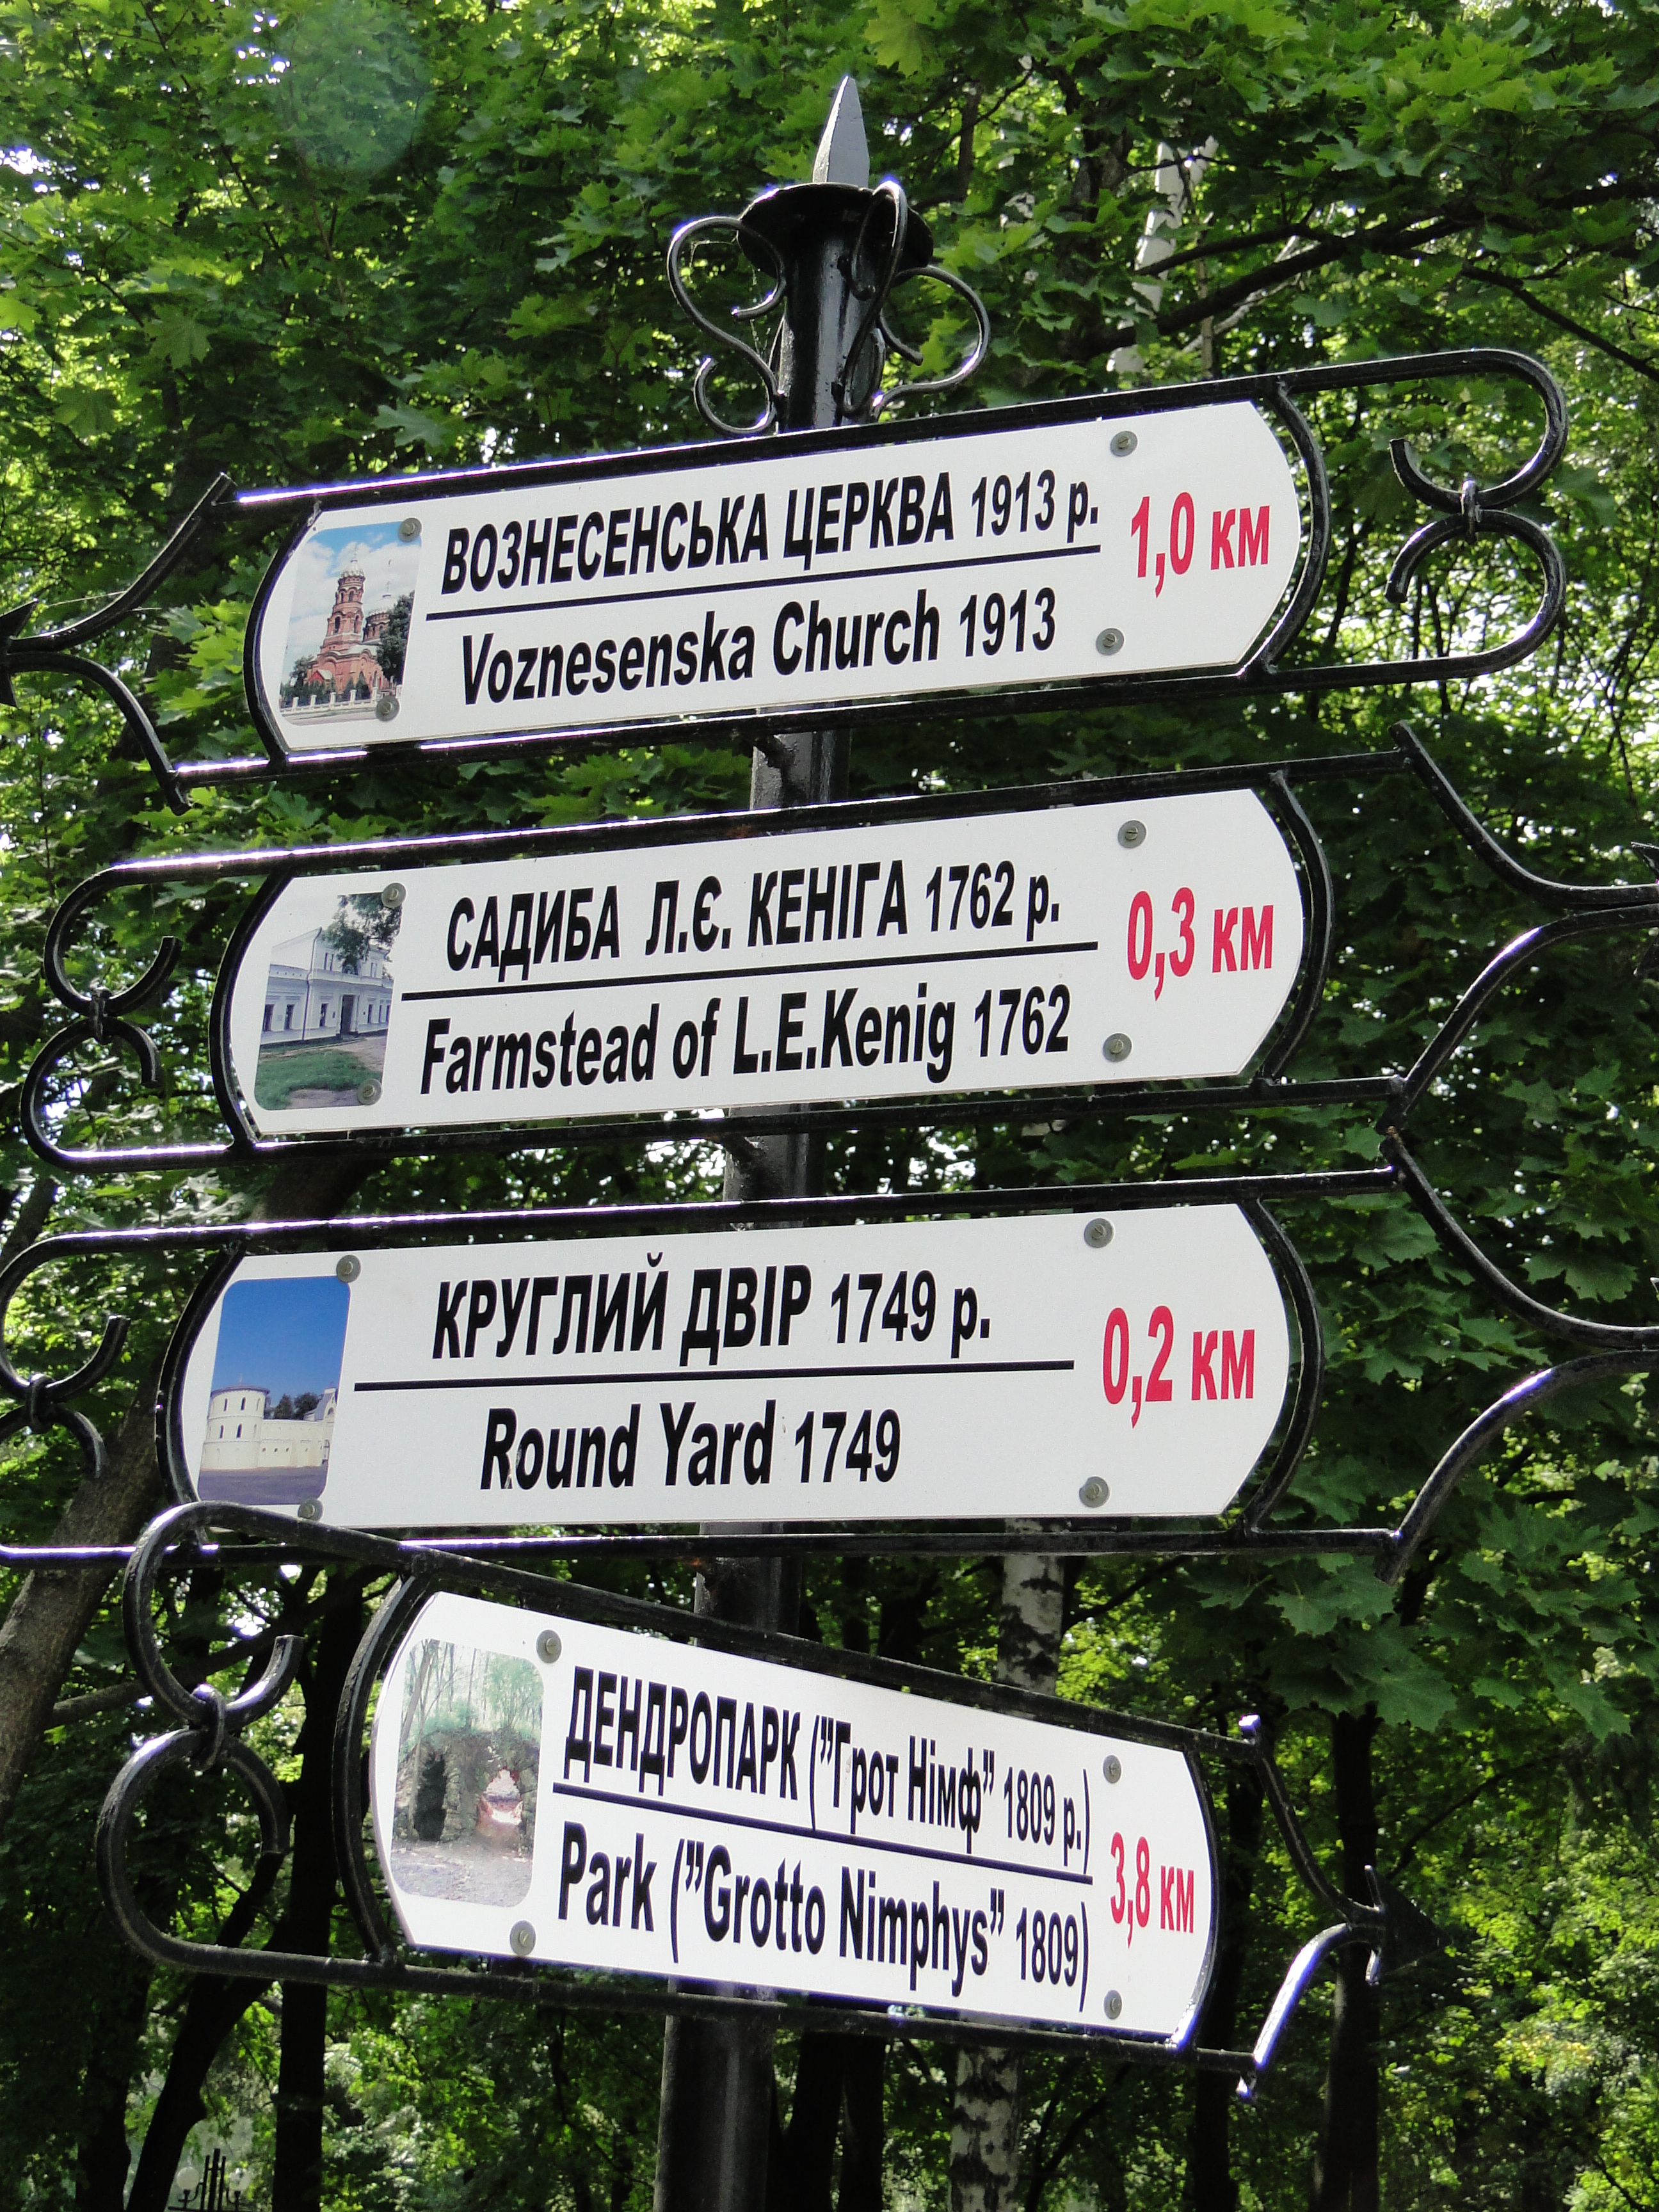 ВОЗНЕСЕНСЬКА ЦЕРКВА 1913 р.
Voznesenska Church 1913
1,0 км
САДИБА Л.Є. КЕНІГА 1762 р.
Farmstead of L.E.Kenig 1762
0,3 км
КРУГЛИЙ ДВІР 1749 р.
Round Yard 1749
0,2 км
ДЕНДРОПАРК (”Грот Німф” 1809 р.)
Park (”Grotto Nimphys” 1809)
3,8 км